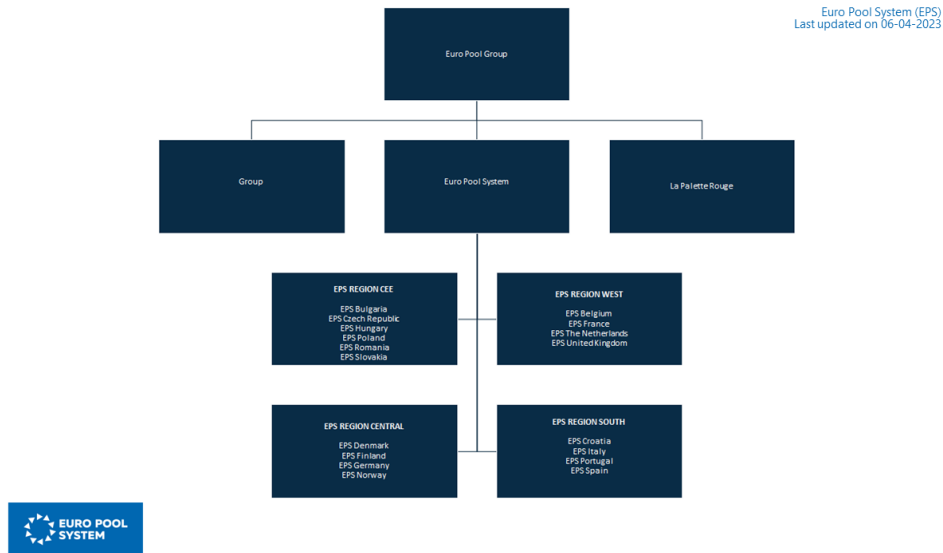 Euro Pool System (EPS)
Last updated on 06-04-2023
Euro Pool Group
Group
Euro Pool System
La Palette Rouge
EPS REGION CEE
EPS Bulgaria
EPS Czech Republic
EPS Hungary
EPS Poland
EPS Romania
EPS Slovakia
EPS REGION WEST
EPS Belgium
EPS France
EPS The Netherlands
EPS United Kingdom
EPS REGION CENTRAL
EPS Denmark
EPS Finland
EPS Germany
EPS Norway
EPS REGION SOUTH
EPS Croatia
EPS Italy
EPS Portugal
EPS Spain
EURO POOL
SYSTEM